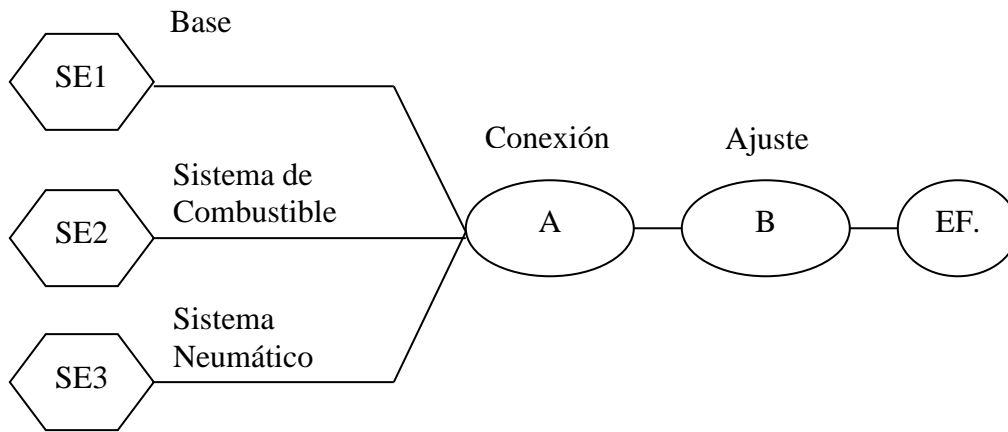 Base
SE1
Conexión
Ajuste
Sistema de
Combustible
SE2
A
B
EF.
Sistema
Neumático
SE3